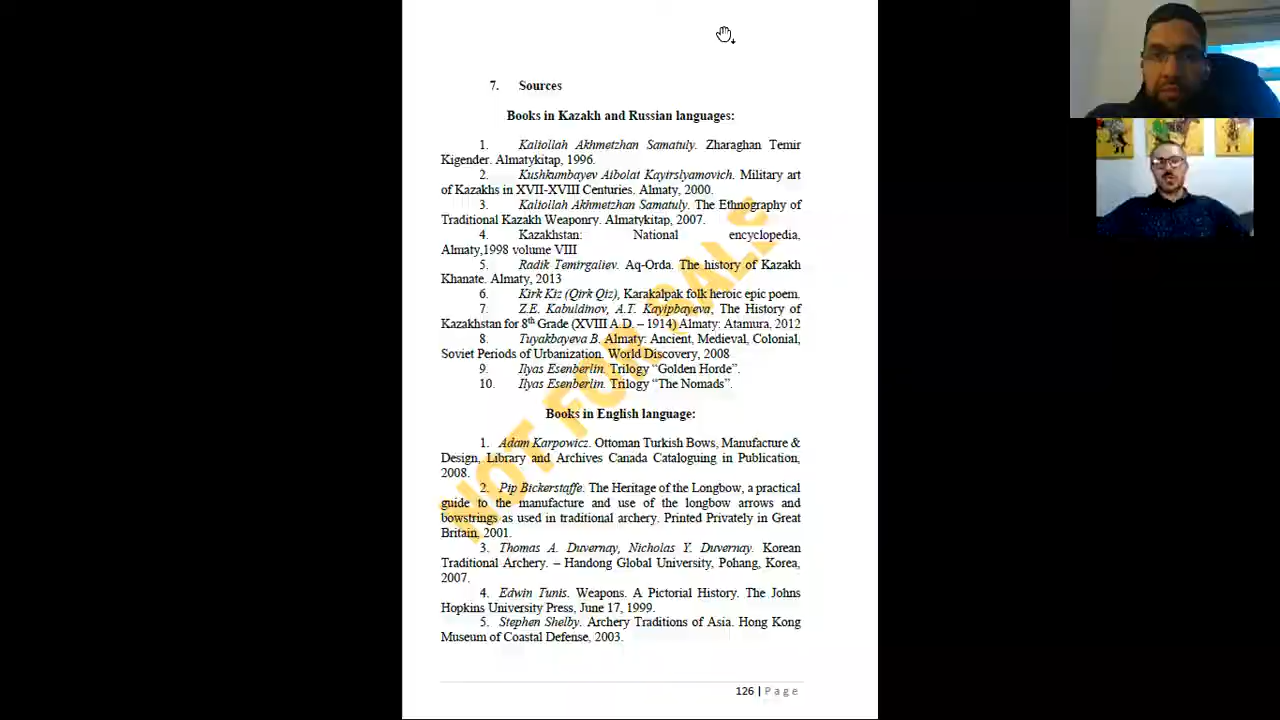 7. Sources
Books in Kazakh and Russian languages:
1. Kaliollah Akhmetzhan Samatuly. Zharaghan Temir
Kigender. Almatykitap, 1996.
2. Kushkumbayev Aibolat Kayirslyamovich. Military art
of Kazakhs in XVII-XVIII Centuries. Almaty, 2000.
3. Kaliollah Akhmetzhan Samatuly. The Ethnography of
Traditional Kazakh Weaponry. Almatykitap, 2007.
4. Kazakhstan: National encyclopedia,
Almaty,1998 volume VIII
5. Radik Temirgaliev. Aq-Orda. The history of Kazakh
Khanate. Almaty, 2013
6. Kirk Kiz (Qirk Qiz), Karakalpak folk heroic epic poem.
7. Z.E. Kabuldinov, A.T. Kayipbayeva, The History of
Kazakhstan for 8th Grade (XVIII A.D. – 1914) Almaty: Atamura, 2012
8. Tuyakbayeva B. Almaty: Ancient, Medieval, Colonial,
Soviet Periods of Urbanization. World Discovery, 2008
9. Ilyas Esenberlin. Trilogy “Golden Horde”.
10. Ilyas Esenberlin. Trilogy “The Nomads”.
Books in English language:
1. Adam Karpowicz. Ottoman Turkish Bows, Manufacture &
Design, Library and Archives Canada Cataloguing in Publication,
2008.
2. Pip Bickerstaffe. The Heritage of the Longbow, a practical
guide to the manufacture and use of the longbow arrows and
bowstrings as used in traditional archery. Printed Privately in Great
Britain, 2001.
3. Thomas A. Duvernay, Nicholas Y. Duvernay. Korean
Traditional Archery. – Handong Global University, Pohang, Korea,
2007.
4. Edwin Tunis. Weapons. A Pictorial History. The Johns
Hopkins University Press, June 17, 1999.
5. Stephen Shelby. Archery Traditions of Asia. Hong Kong
Museum of Coastal Defense, 2003.
126 | Page
NOT FOR SALE